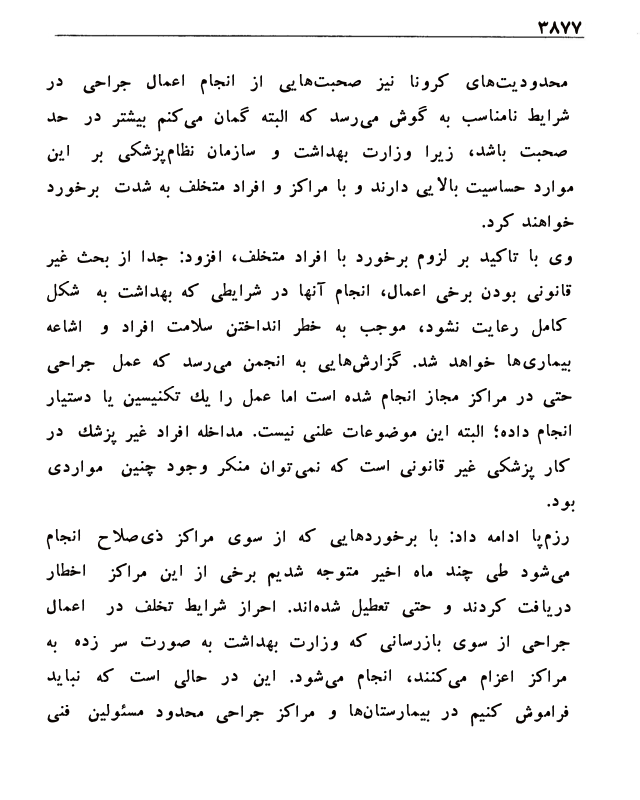 ۳۸۷۷
محدودیت‌های کرونا نیز صحبت‌هایی از انجام اعمال جراحی در
شرایط نامناسب به گوش می‌رسد که البته گمان می‌کنم بیشتر در حد
صحبت باشد، زیرا وزارت بهداشت و سازمان نظام‌پزشکی بر این
موارد حساسیت بالایی دارند و با مراکز و افراد متخلف به شدت برخورد
خواهند کرد.
وی با تاکید بر لزوم برخورد با افراد متخلف، افزود: جدا از بحث غیر
قانونی بودن برخی اعمال، انجام آنها در شرایطی که بهداشت به شکل
کامل رعایت نشود، موجب به خطر انداختن سلامت افراد و اشاعه
بیماری‌ها خواهد شد. گزارش‌هایی به انجمن می‌رسد که عمل جراحی
حتی در مراکز مجاز انجام شده است اما عمل را یك تکنیسین یا دستیار
انجام داده؛ البته این موضوعات علنی نیست. مداخله افراد غیر پزشك در
کار پزشکی غیر قانونی است که نمی‌توان منکر وجود چنین مواردی
بود.
رزم‌پا ادامه داد: با برخوردهایی که از سوی مراکز ذی‌صلاح انجام
می‌شود طی چند ماه اخیر متوجه شدیم برخی از این مراکز اخطار
دریافت کردند و حتی تعطیل شده‌اند. احراز شرایط تخلف در اعمال
جراحی از سوی بازرسانی که وزارت بهداشت به صورت سر زده به
مراکز اعزام می‌کنند، انجام می‌شود. این در حالی است که نباید
فراموش کنیم در بیمارستان‌ها و مراکز جراحی محدود مسئولین فنی